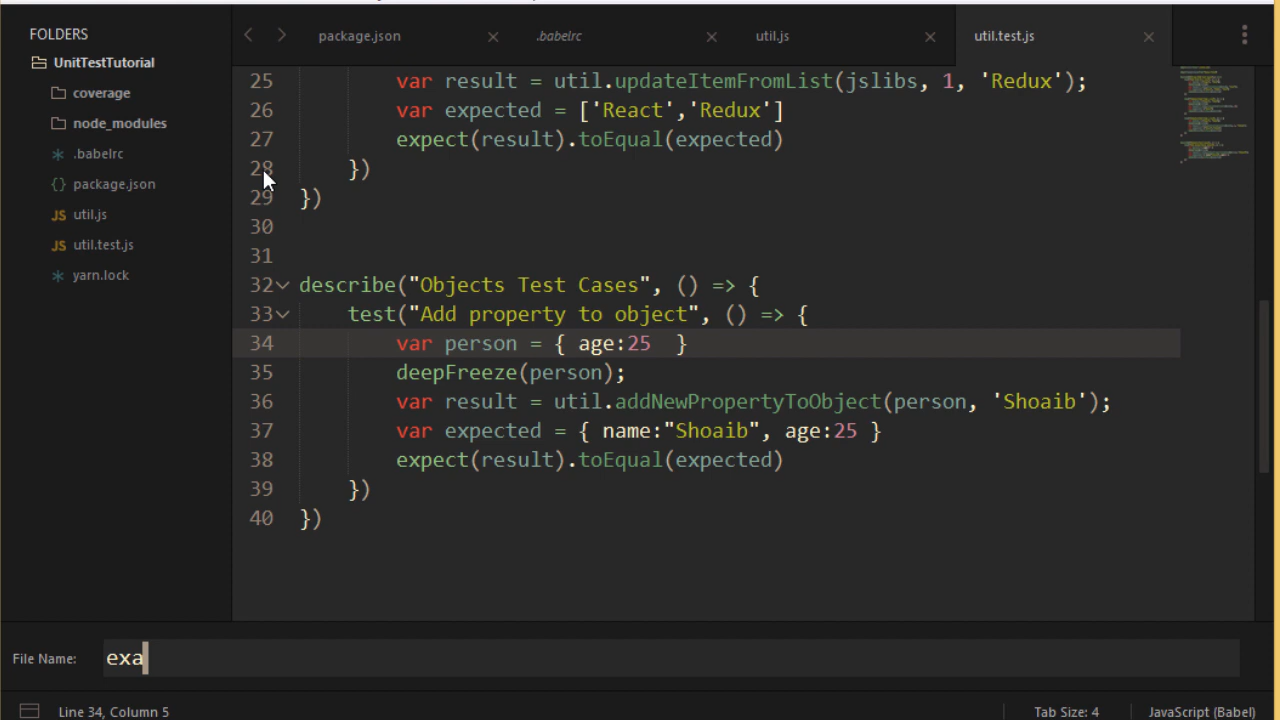 FOLDERS
UnitTestTutorial
coverage
node_modules
.babelrc
package.json
util.js
util.test.js
yarn.lock
package.json
.babelrc
util.js
util.test.js
25 var result = util.updateItemFromList(jslibs, 1, 'Redux');
26 var expected = ['React','Redux']
27 expect(result).toEqual(expected)
28 })
29 })
30
31
32 describe("Objects Test Cases", () => {
33 test("Add property to object", () => {
34 var person = { age:25  }
35 deepFreeze(person);
36 var result = util.addNewPropertyToObject(person, 'Shoaib');
37 var expected = { name:"Shoaib", age:25 }
38 expect(result).toEqual(expected)
39 })
40 })
File Name: exa
Line 34, Column 5
Tab Size: 4
JavaScript (Babel)